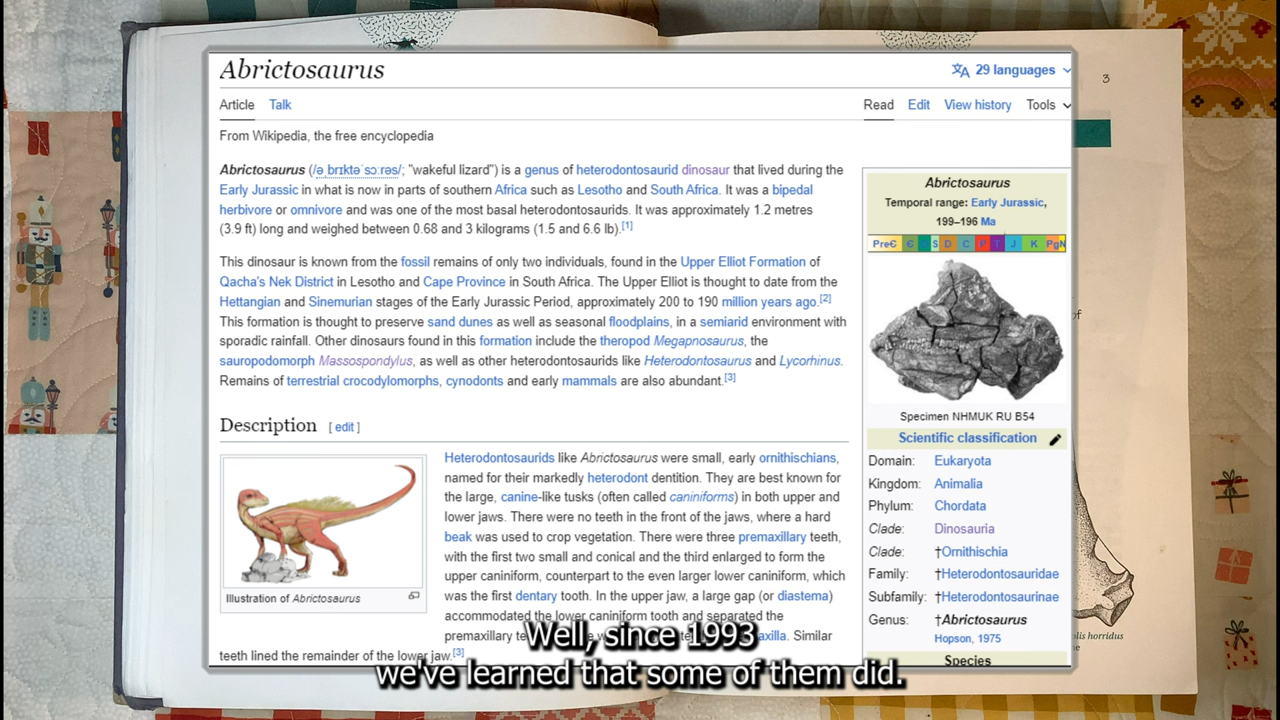 Abrictosaurus
29 languages
3
Article Talk
Read Edit View history Tools
From Wikipedia, the free encyclopedia
Abrictosaurus (/ə brɪktəˈsɔːrəs/; "wakeful lizard") is a genus of heterodontosaurid dinosaur that lived during the
Early Jurassic in what is now in parts of southern Africa such as Lesotho and South Africa. It was a bipedal
herbivore or omnivore and was one of the most basal heterodontosaurids. It was approximately 1.2 metres
(3.9 ft) long and weighed between 0.68 and 3 kilograms (1.5 and 6.6 lb).[1]
This dinosaur is known from the fossil remains of only two individuals, found in the Upper Elliot Formation of
Qacha's Nek District in Lesotho and Cape Province in South Africa. The Upper Elliot is thought to date from the
Hettangian and Sinemurian stages of the Early Jurassic Period, approximately 200 to 190 million years ago.[2]
This formation is thought to preserve sand dunes as well as seasonal floodplains, in a semiarid environment with
sporadic rainfall. Other dinosaurs found in this formation include the theropod Megapnosaurus, the
sauropodomorph Massospondylus, as well as other heterodontosaurids like Heterodontosaurus and Lycorhinus.
Remains of terrestrial crocodylomorphs, cynodonts and early mammals are also abundant.[3]
Description [ edit ]
Illustration of Abrictosaurus
Heterodontosaurids like Abrictosaurus were small, early ornithischians,
named for their markedly heterodont dentition. They are best known for
the large, canine-like tusks (often called caniniforms) in both upper and
lower jaws. There were no teeth in the front of the jaws, where a hard
beak was used to crop vegetation. There were three premaxillary teeth,
with the first two small and conical and the third enlarged to form the
upper caniniform, counterpart to the even larger lower caniniform, which
was the first dentary tooth. In the upper jaw, a large gap (or diastema)
accommodated the lower caniniform tooth and separated the
premaxillary Similar
teeth lined the remainder of the lower jaw.[3]
Abrictosaurus
Temporal range: Early Jurassic,
199–196 Ma
PreꞒ Ꞓ S D C P T J K PgN
Specimen NHMUK RU B54
Scientific classification
Domain: Eukaryota
Kingdom: Animalia
Phylum: Chordata
Clade: Dinosauria
Clade: †Ornithischia
Family: †Heterodontosauridae
Subfamily: †Heterodontosaurinae
Genus: †Abrictosaurus
Hopson, 1975
Species
of
horridus
Well, since 1993
we've learned that some of them did.